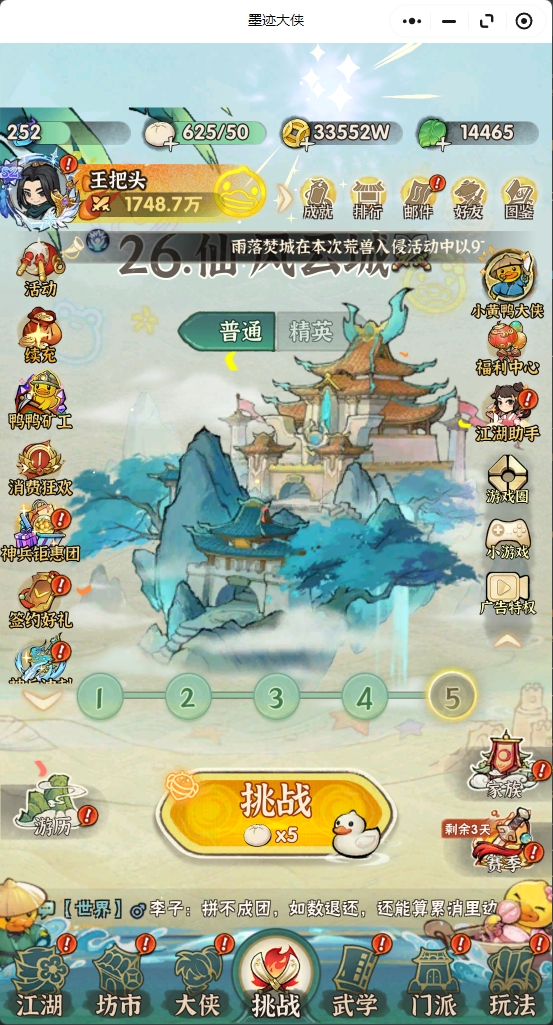 墨迹大侠
252
625/50
33552W
14465
王把头
1748.7万
成就
排行
邮件
好友
图鉴
雨落焚城在本次荒兽入侵活动中以9
26.仙
活动
小黄鸭大侠
普通
精英
续充
福利中心
鸭鸭矿工
江湖助手
消费狂欢
游戏圈
神兵钜惠团
小游戏
签约好礼
广告特权
1
2
3
4
5
挑战
x5
家族
游历
剩余3天
赛季
【世界】
李子：拼不成团，如数退还，还能算累消里边
江湖
坊市
大侠
挑战
武学
门派
玩法